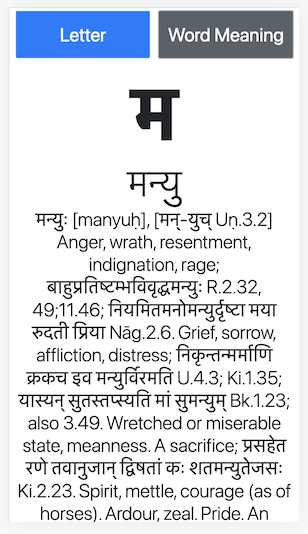 Letter Word Meaning
म
मन्यु
मन्युः [manyuḥ], [मन्-युच् Uṇ.3.2]
Anger, wrath, resentment,
indignation, rage;
बाहुप्रतिष्टम्भविवृद्धमन्युः R.2.32,
49;11.46; नियमितमनोमन्युर्दृष्टा मया
रुदती प्रिया Nāg.2.6. Grief, sorrow,
affliction, distress; निकृन्तन्मर्माणि
क्रकच इव मन्युर्विरमति U.4.3; Ki.1.35;
यास्यन् सुतस्तप्स्यति मां सुमन्युम् Bk.1.23;
also 3.49. Wretched or miserable
state, meanness. A sacrifice; प्रसहेत
रणे तवानुजान् द्विषतां कः शतमन्युतेजसः
Ki.2.23. Spirit, mettle, courage (as of
horses). Ardour, zeal. Pride. An